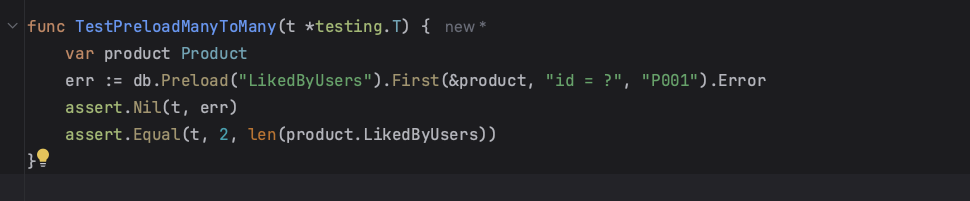 func TestPreloadManyToMany(t *testing.T) { new *
    var product Product
    err := db.Preload("LikedByUsers").First(&product, "id = ?", "P001").Error
    assert.Nil(t, err)
    assert.Equal(t, 2, len(product.LikedByUsers))
}